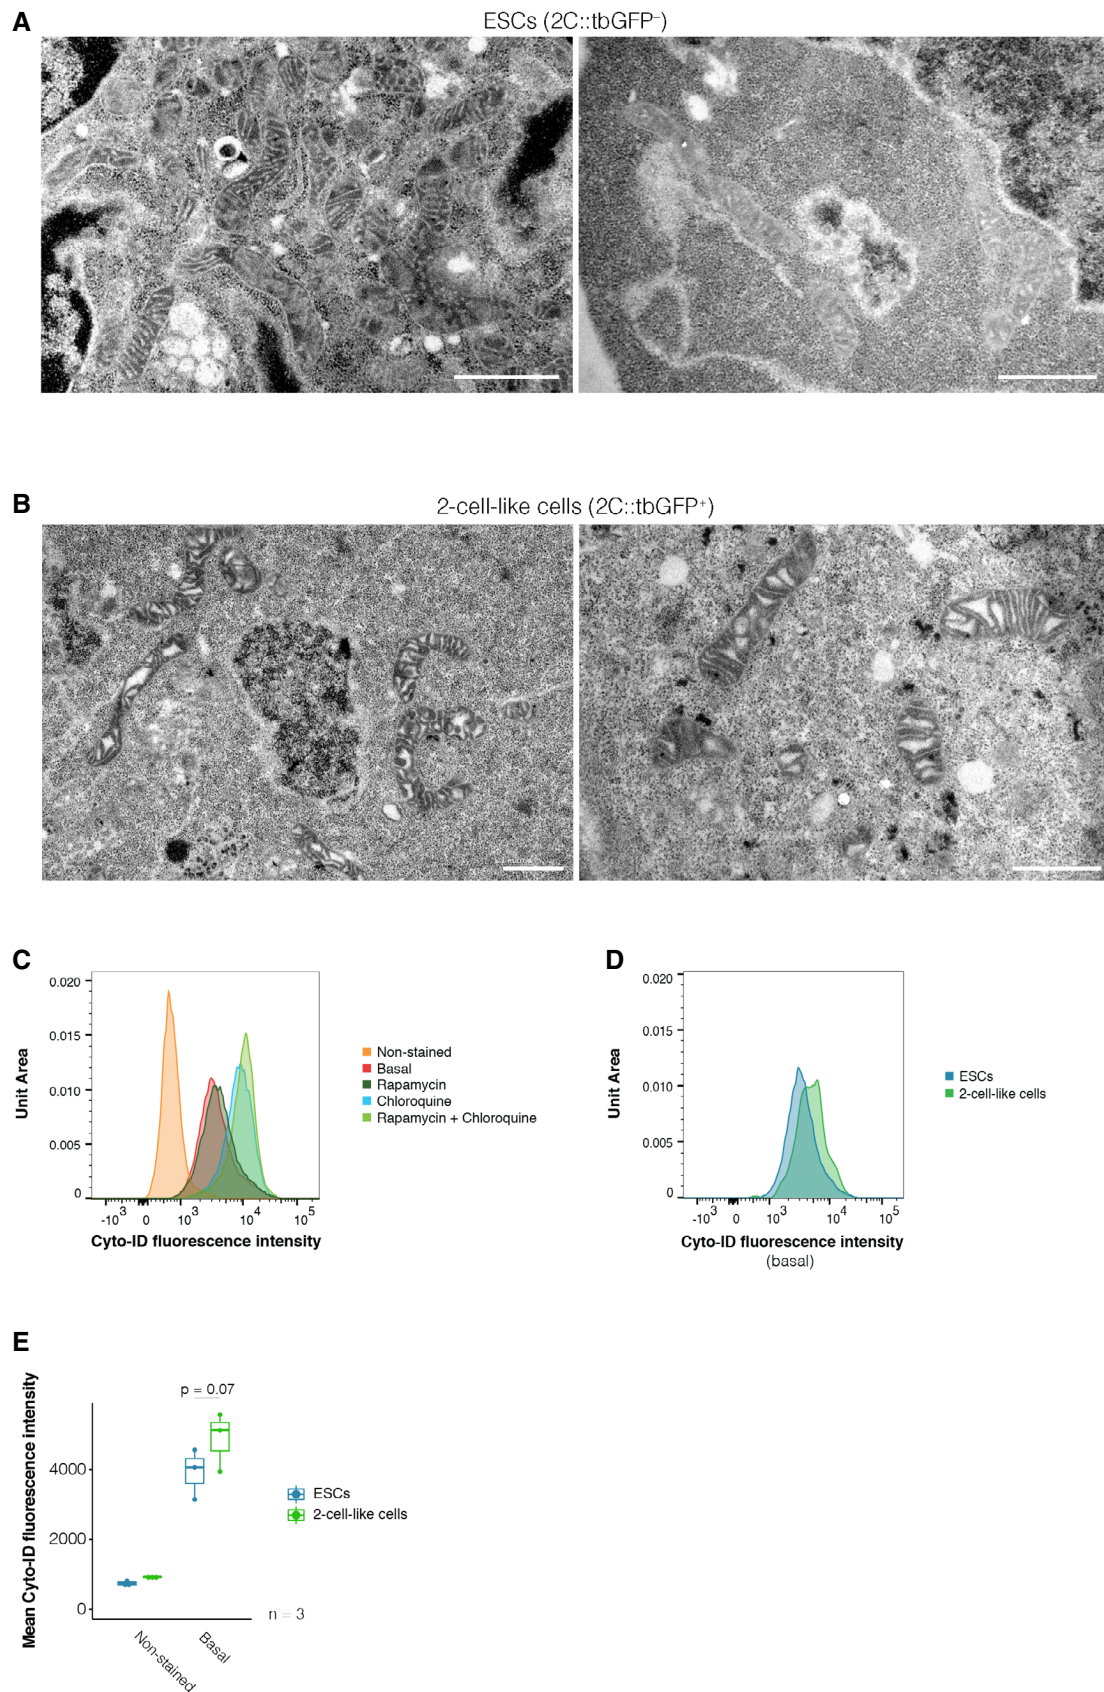 A
ESCs (2C::tbGFP⁻)
B
2-cell-like cells (2C::tbGFP⁺)
C
0.020
0.015
0.010
0.005
0
Unit Area
-10³ 0 10³ 10⁴ 10⁵
Cyto-ID fluorescence intensity
Non-stained
Basal
Rapamycin
Chloroquine
Rapamycin + Chloroquine
D
0.020
0.015
0.010
0.005
0
Unit Area
-10³ 0 10³ 10⁴ 10⁵
Cyto-ID fluorescence intensity
(basal)
ESCs
2-cell-like cells
E
p = 0.07
4000
2000
0
Mean Cyto-ID fluorescence intensity
Non-stained
Basal
n = 3
ESCs
2-cell-like cells